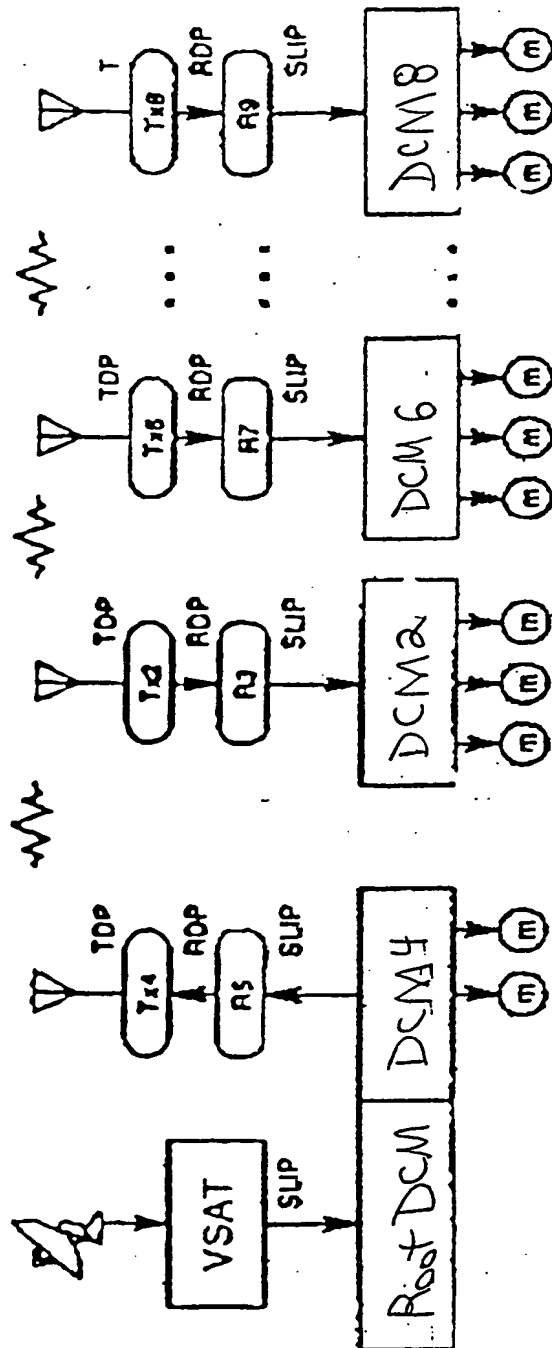 TDP TDP TDP T
Tx4 Tx2 Tx6 Tx8
VSAT RDP RDP RDP RDP
R5 R3 R7 R9
SLIP SLIP SLIP SLIP SLIP
Root DCM DCM4 DCM2 DCM6 DCM8
m m m m m m m m m m m